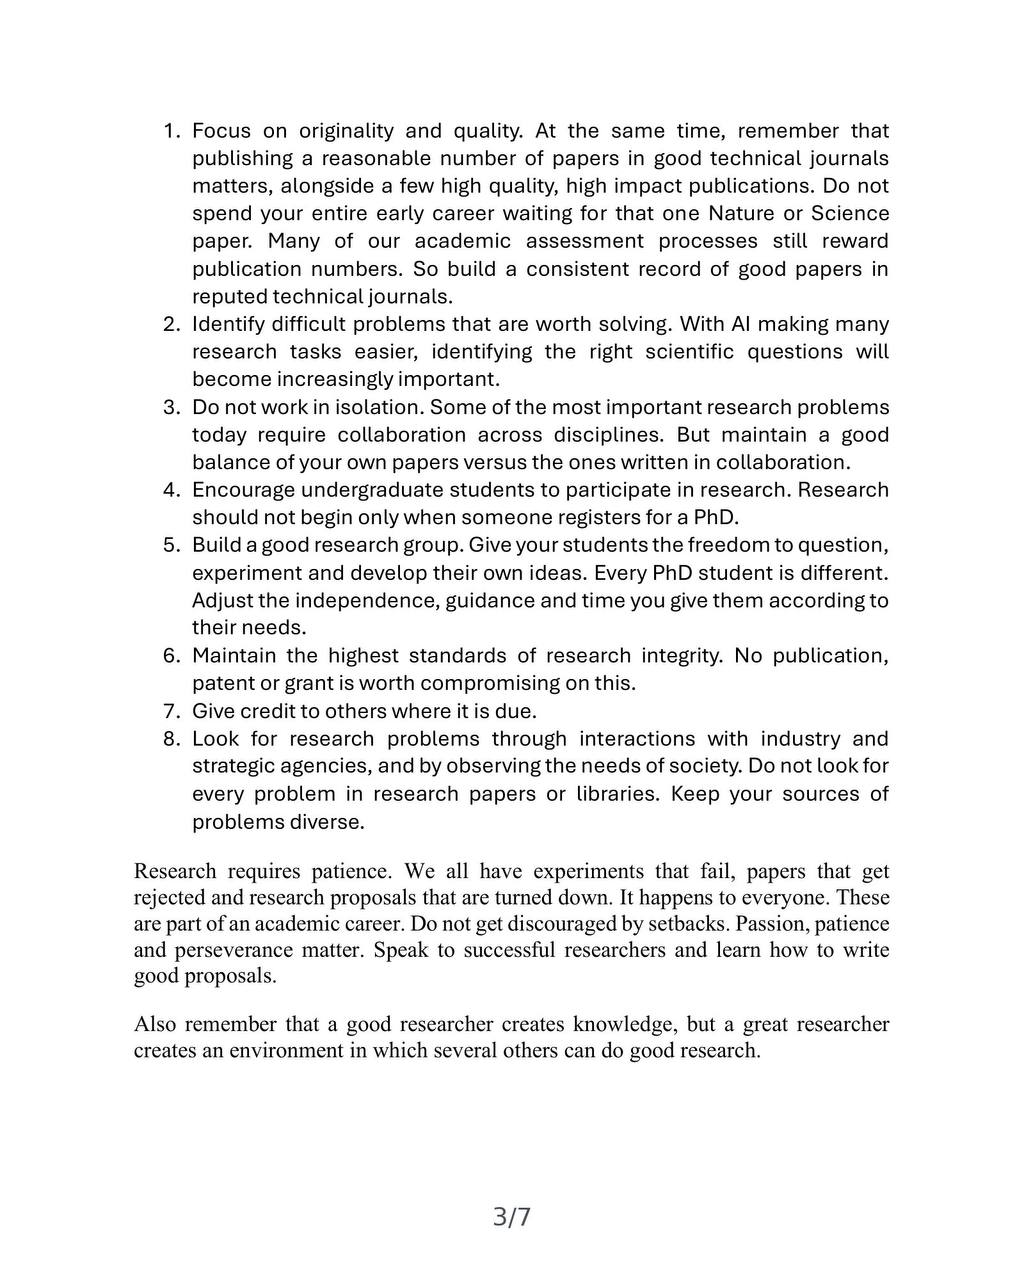 1. Focus on originality and quality. At the same time, remember that
publishing a reasonable number of papers in good technical journals
matters, alongside a few high quality, high impact publications. Do not
spend your entire early career waiting for that one Nature or Science
paper. Many of our academic assessment processes still reward
publication numbers. So build a consistent record of good papers in
reputed technical journals.
2. Identify difficult problems that are worth solving. With AI making many
research tasks easier, identifying the right scientific questions will
become increasingly important.
3. Do not work in isolation. Some of the most important research problems
today require collaboration across disciplines. But maintain a good
balance of your own papers versus the ones written in collaboration.
4. Encourage undergraduate students to participate in research. Research
should not begin only when someone registers for a PhD.
5. Build a good research group. Give your students the freedom to question,
experiment and develop their own ideas. Every PhD student is different.
Adjust the independence, guidance and time you give them according to
their needs.
6. Maintain the highest standards of research integrity. No publication,
patent or grant is worth compromising on this.
7. Give credit to others where it is due.
8. Look for research problems through interactions with industry and
strategic agencies, and by observing the needs of society. Do not look for
every problem in research papers or libraries. Keep your sources of
problems diverse.
Research requires patience. We all have experiments that fail, papers that get
rejected and research proposals that are turned down. It happens to everyone. These
are part of an academic career. Do not get discouraged by setbacks. Passion, patience
and perseverance matter. Speak to successful researchers and learn how to write
good proposals.
Also remember that a good researcher creates knowledge, but a great researcher
creates an environment in which several others can do good research.
3/7